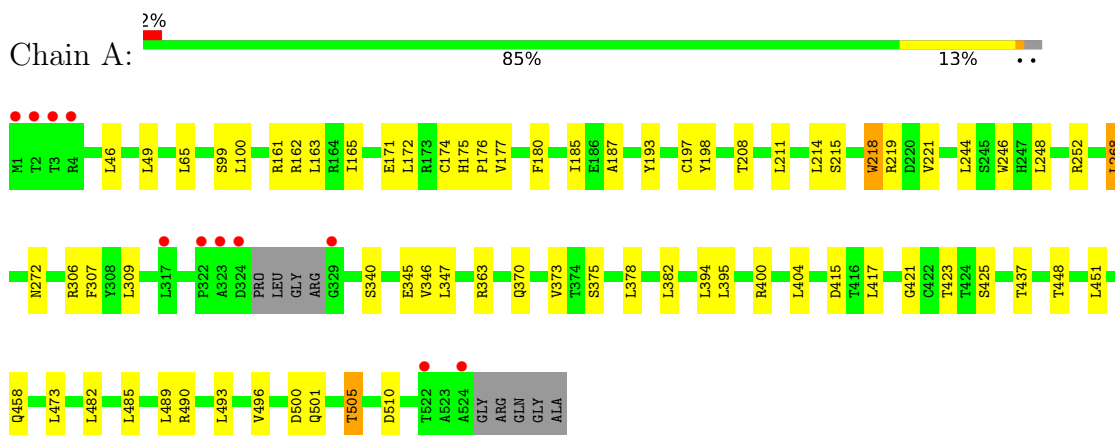 2%
Chain A:
85% 13% • •
M1 T2 T3 R4 L46 L49 L65 S99 L100 R161 R162 L163 R164 I165 E171 L172 R173 C174 H175 P176 V177 F180 I185 E186 A187 Y193 C197 Y198 T208 L211 L214 S215 W218 R219 D220 V221 L244 S245 W246 H247 L248 R252 L268
N272 R306 F307 Y308 L309 L317 P322 A323 D324 PRO LEU GLY ARG G329 S340 E345 V346 L347 R363 Q370 V373 T374 S375 L378 L382 L394 L395 R400 L404 D415 T416 L417 G421 C422 T423 T424 S425 T437 T448 L451
Q458 L473 L482 L485 L489 R490 L493 V496 D500 Q501 T505 D510 T522 A523 A524 GLY ARG GLN GLY ALA